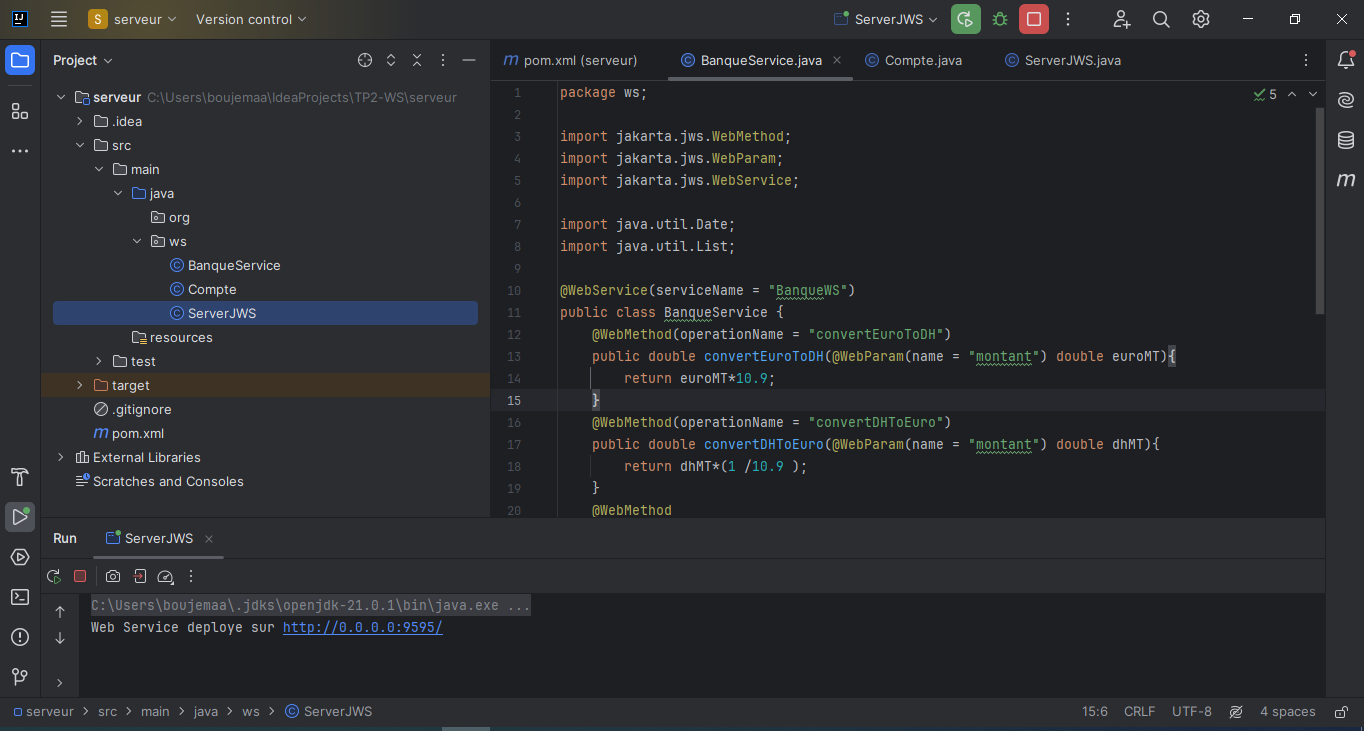 S serveur Version control ServerJWS
Project
serveur C:\Users\boujemaa\IdeaProjects\TP2-WS\serveur
.idea
src
main
java
org
ws
BanqueService
Compte
ServerJWS
resources
test
target
.gitignore
m pom.xml
External Libraries
Scratches and Consoles
m pom.xml (serveur) BanqueService.java Compte.java ServerJWS.java
5
1 package ws;
2
3 import jakarta.jws.WebMethod;
4 import jakarta.jws.WebParam;
5 import jakarta.jws.WebService;
6
7 import java.util.Date;
8 import java.util.List;
9
10 @WebService(serviceName = "BanqueWS")
11 public class BanqueService {
12 @WebMethod(operationName = "convertEuroToDH")
13 public double convertEuroToDH(@WebParam(name = "montant") double euroMT){
14 return euroMT*10.9;
15 }
16 @WebMethod(operationName = "convertDHToEuro")
17 public double convertDHToEuro(@WebParam(name = "montant") double dhMT){
18 return dhMT*(1 /10.9 );
19 }
20 @WebMethod
Run ServerJWS
C:\Users\boujemaa\.jdks\openjdk-21.0.1\bin\java.exe ...
Web Service deploye sur http://0.0.0.0:9595/
serveur > src > main > java > ws > ServerJWS 15:6 CRLF UTF-8 4 spaces